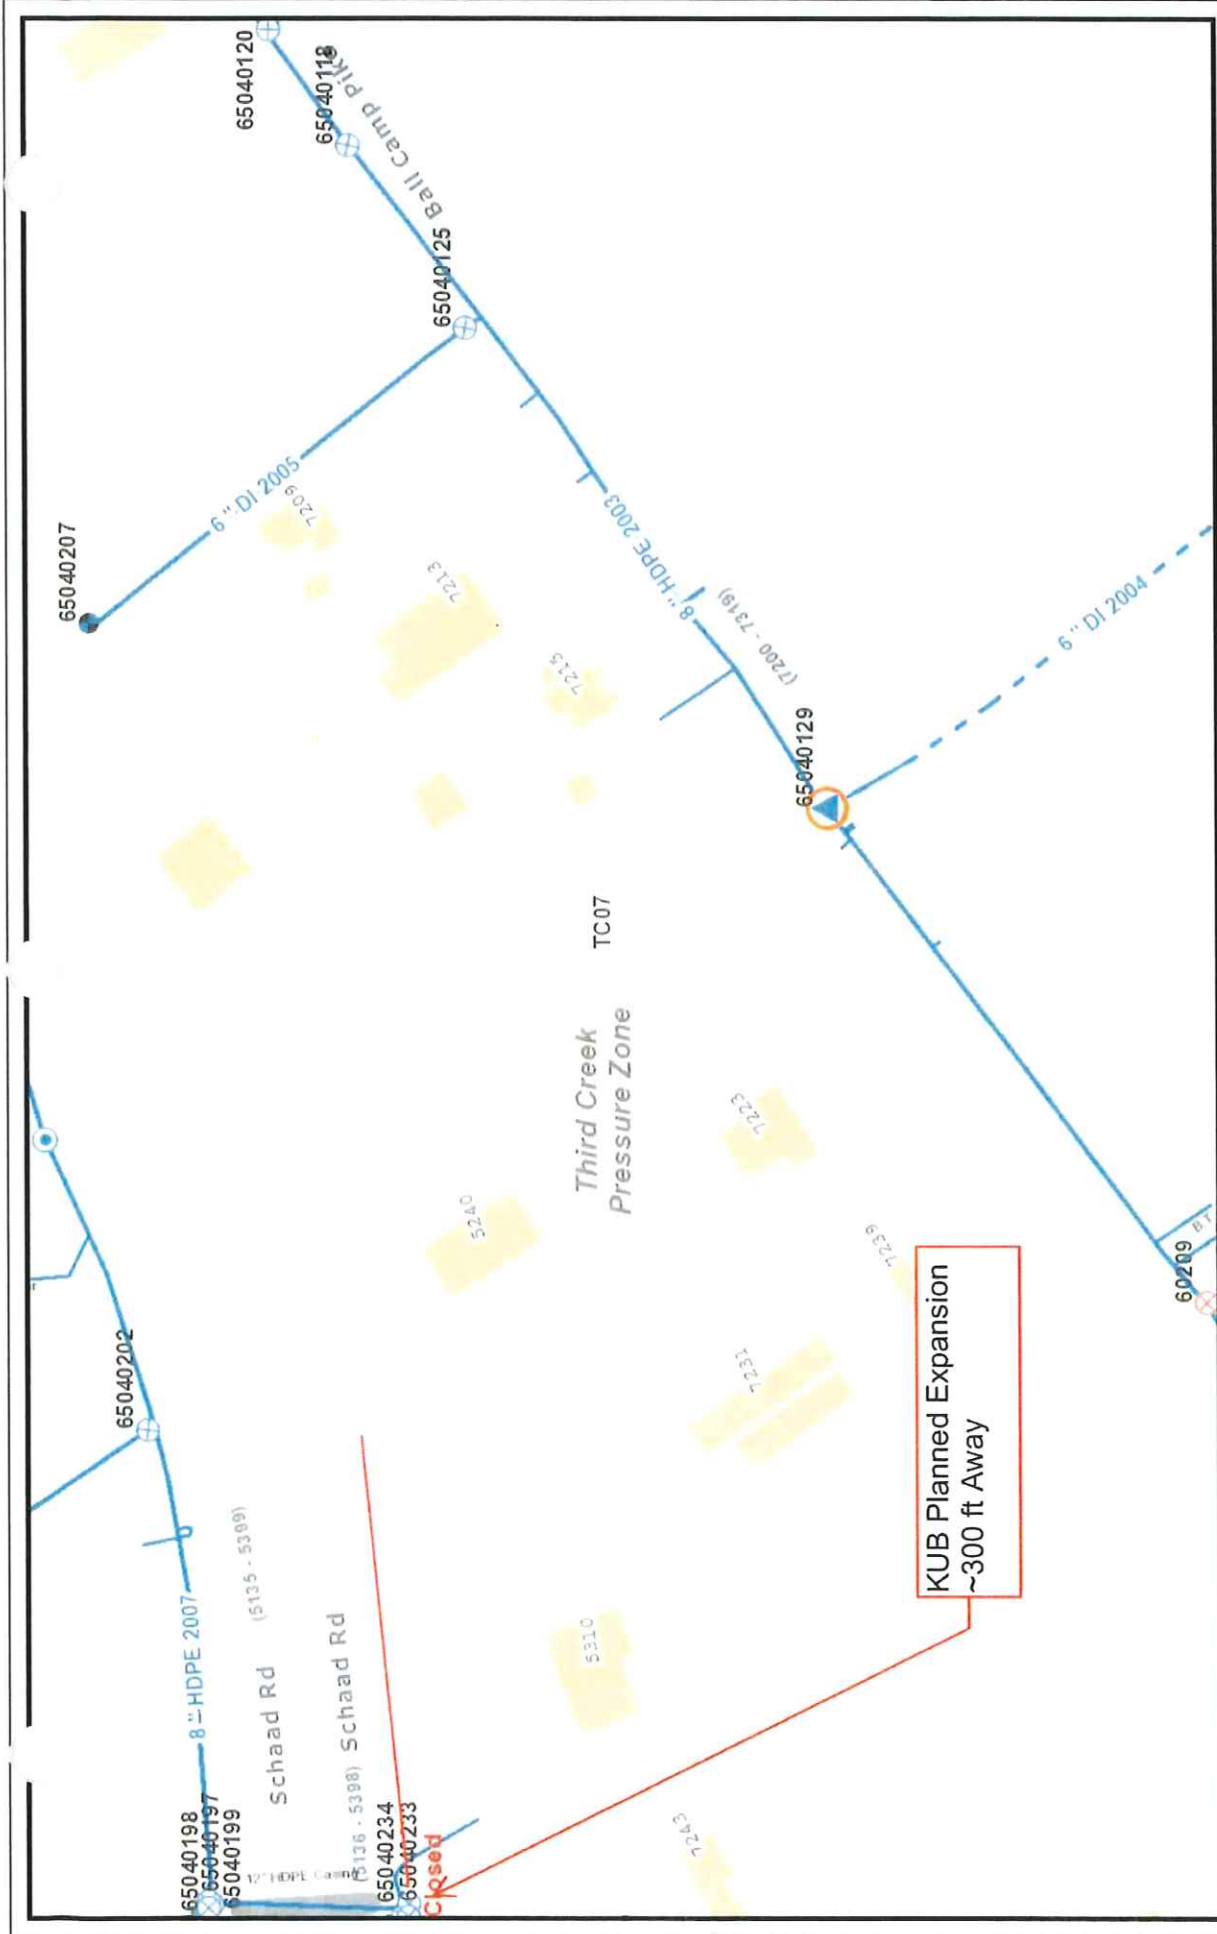 65040120
65040118
Ball Camp Pike
65040125
65040207
6" DI 2005
7209
7213
7215
8" HDPE 2003
(7200 - 7319)
65040129
6" DI 2004
TC07
Third Creek
Pressure Zone
7223
5240
7239
7231
60209
BT
65040202
KUB Planned Expansion
~300 ft Away
8" HDPE 2007
(5135 - 5399)
Schaad Rd
(5136 - 5398) Schaad Rd
5310
65040198
65040197
65040199
12" HDPE Casing
65040234
65040233
Closed
7243